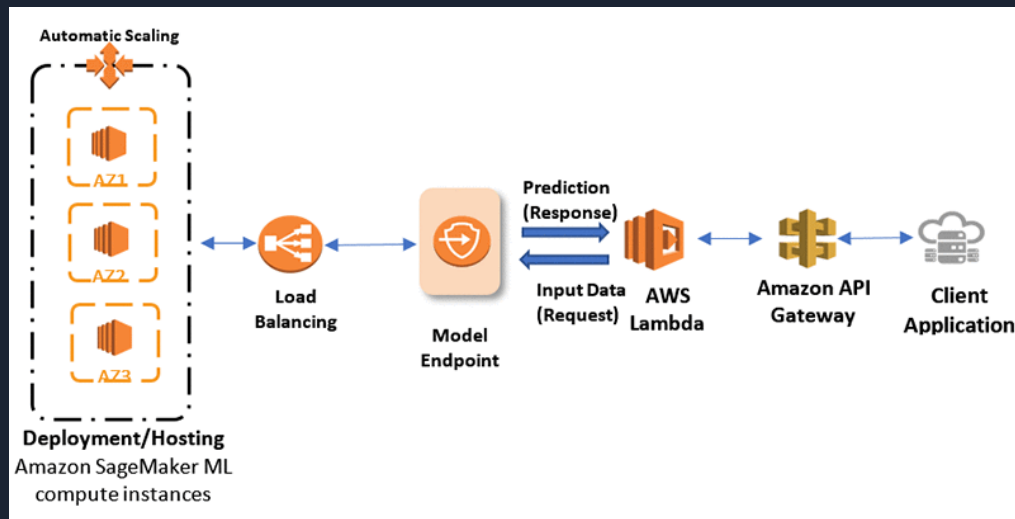 Automatic Scaling
AZ1
AZ2
AZ3
Deployment/Hosting
Amazon SageMaker ML
compute instances
Load
Balancing
Model
Endpoint
Prediction
(Response)
Input Data
(Request)
AWS
Lambda
Amazon API
Gateway
Client
Application